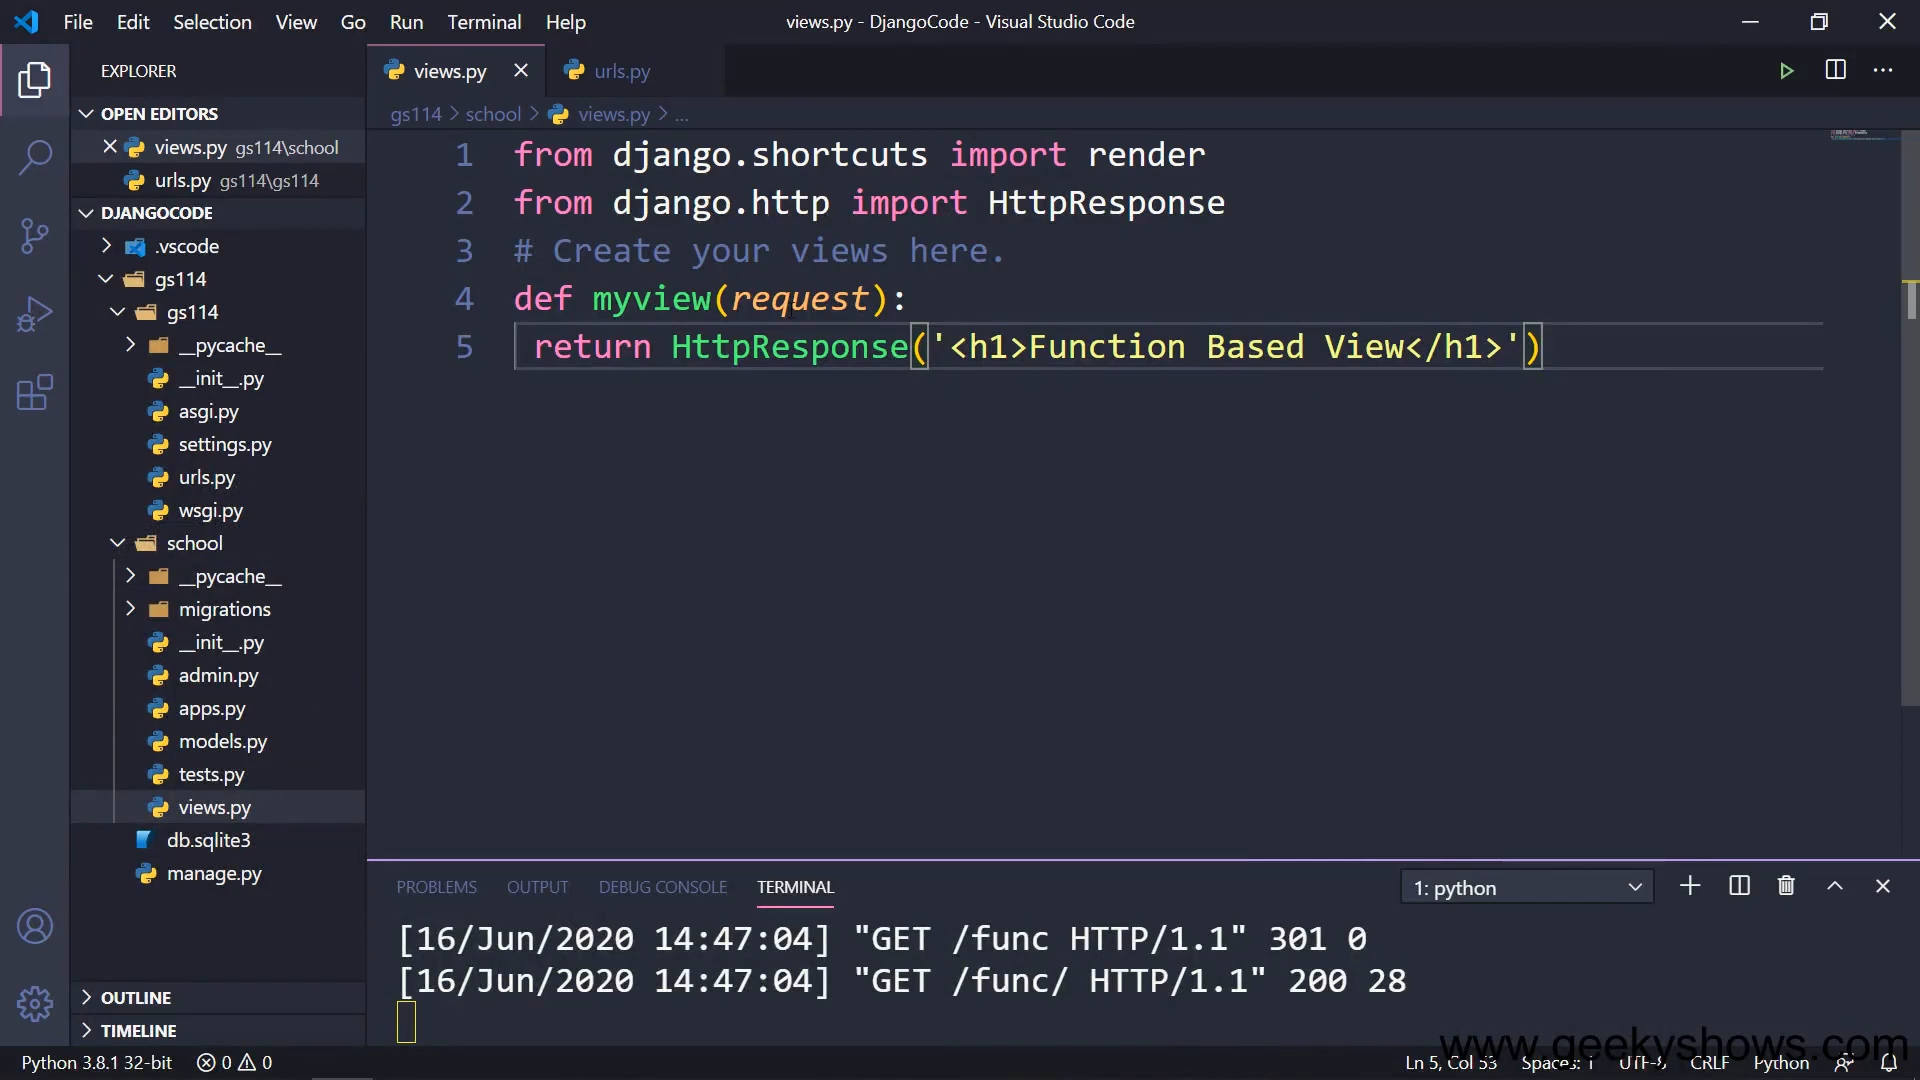 File Edit Selection View Go Run Terminal Help
views.py - DjangoCode - Visual Studio Code
EXPLORER
OPEN EDITORS
views.py gs114\school
urls.py gs114\gs114
DJANGOCODE
.vscode
gs114
gs114
__pycache__
__init__.py
asgi.py
settings.py
urls.py
wsgi.py
school
__pycache__
migrations
__init__.py
admin.py
apps.py
models.py
tests.py
views.py
db.sqlite3
manage.py
OUTLINE
TIMELINE
views.py
urls.py
gs114 > school > views.py > ...
1 from django.shortcuts import render
2 from django.http import HttpResponse
3 # Create your views here.
4 def myview(request):
5 return HttpResponse('<h1>Function Based View</h1>')
PROBLEMS OUTPUT DEBUG CONSOLE TERMINAL
1: python
[16/Jun/2020 14:47:04] "GET /func HTTP/1.1" 301 0
[16/Jun/2020 14:47:04] "GET /func/ HTTP/1.1" 200 28
www.geekyshows.com
Python 3.8.1 32-bit 0 0
Ln 5, Col 53 Spaces: 1 UTF-8 CRLF Python